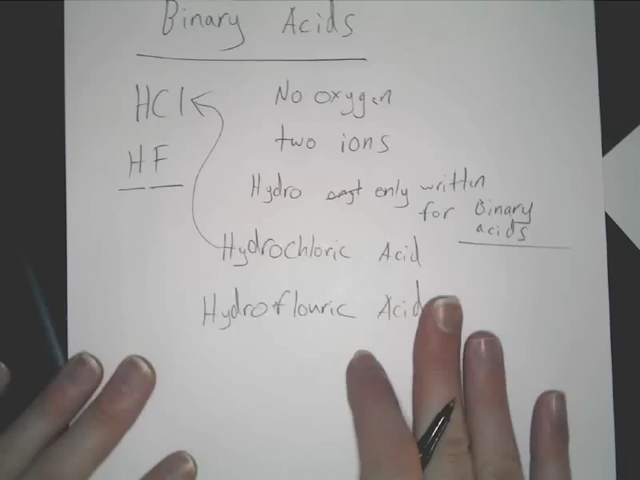 Binary Acids
HCl
No oxygen
two ions
HF
Hydro only written
for Binary
acids
Hydrochloric Acid
Hydroflouric Acid